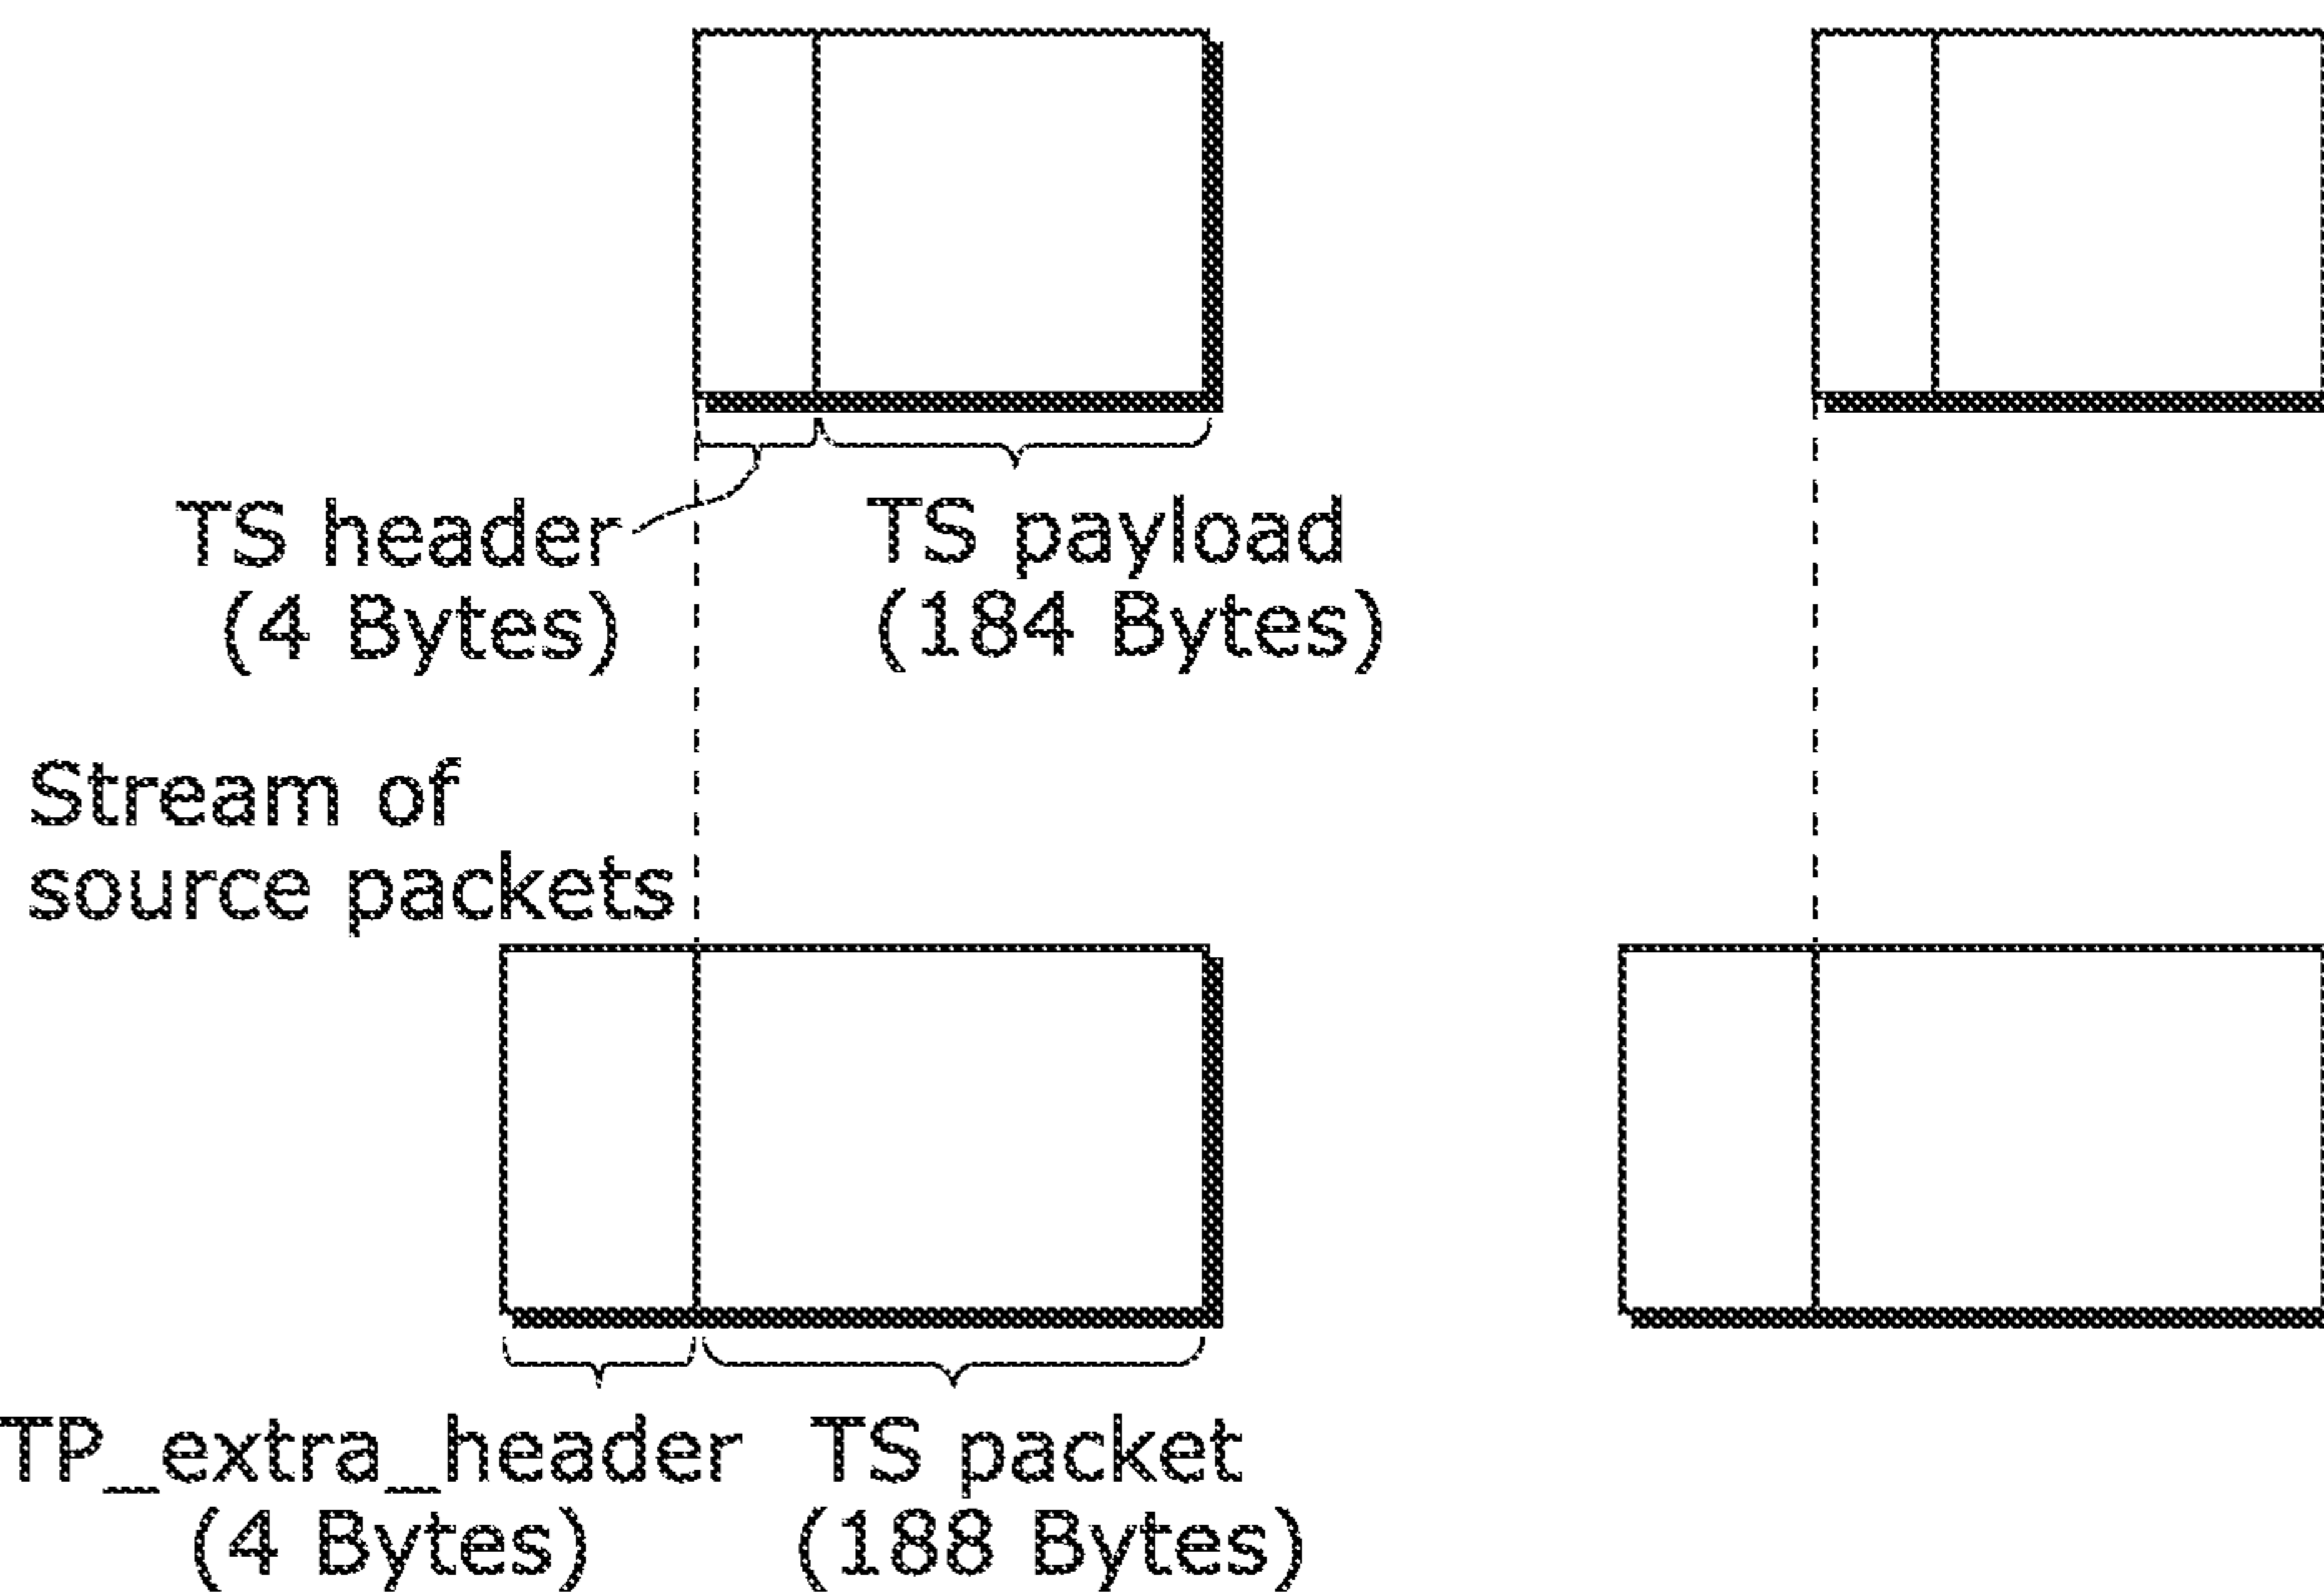 TS header
(4 Bytes)
TS payload
(184 Bytes)
Stream of
source packets
TP_extra_header
(4 Bytes)
TS packet
(188 Bytes)